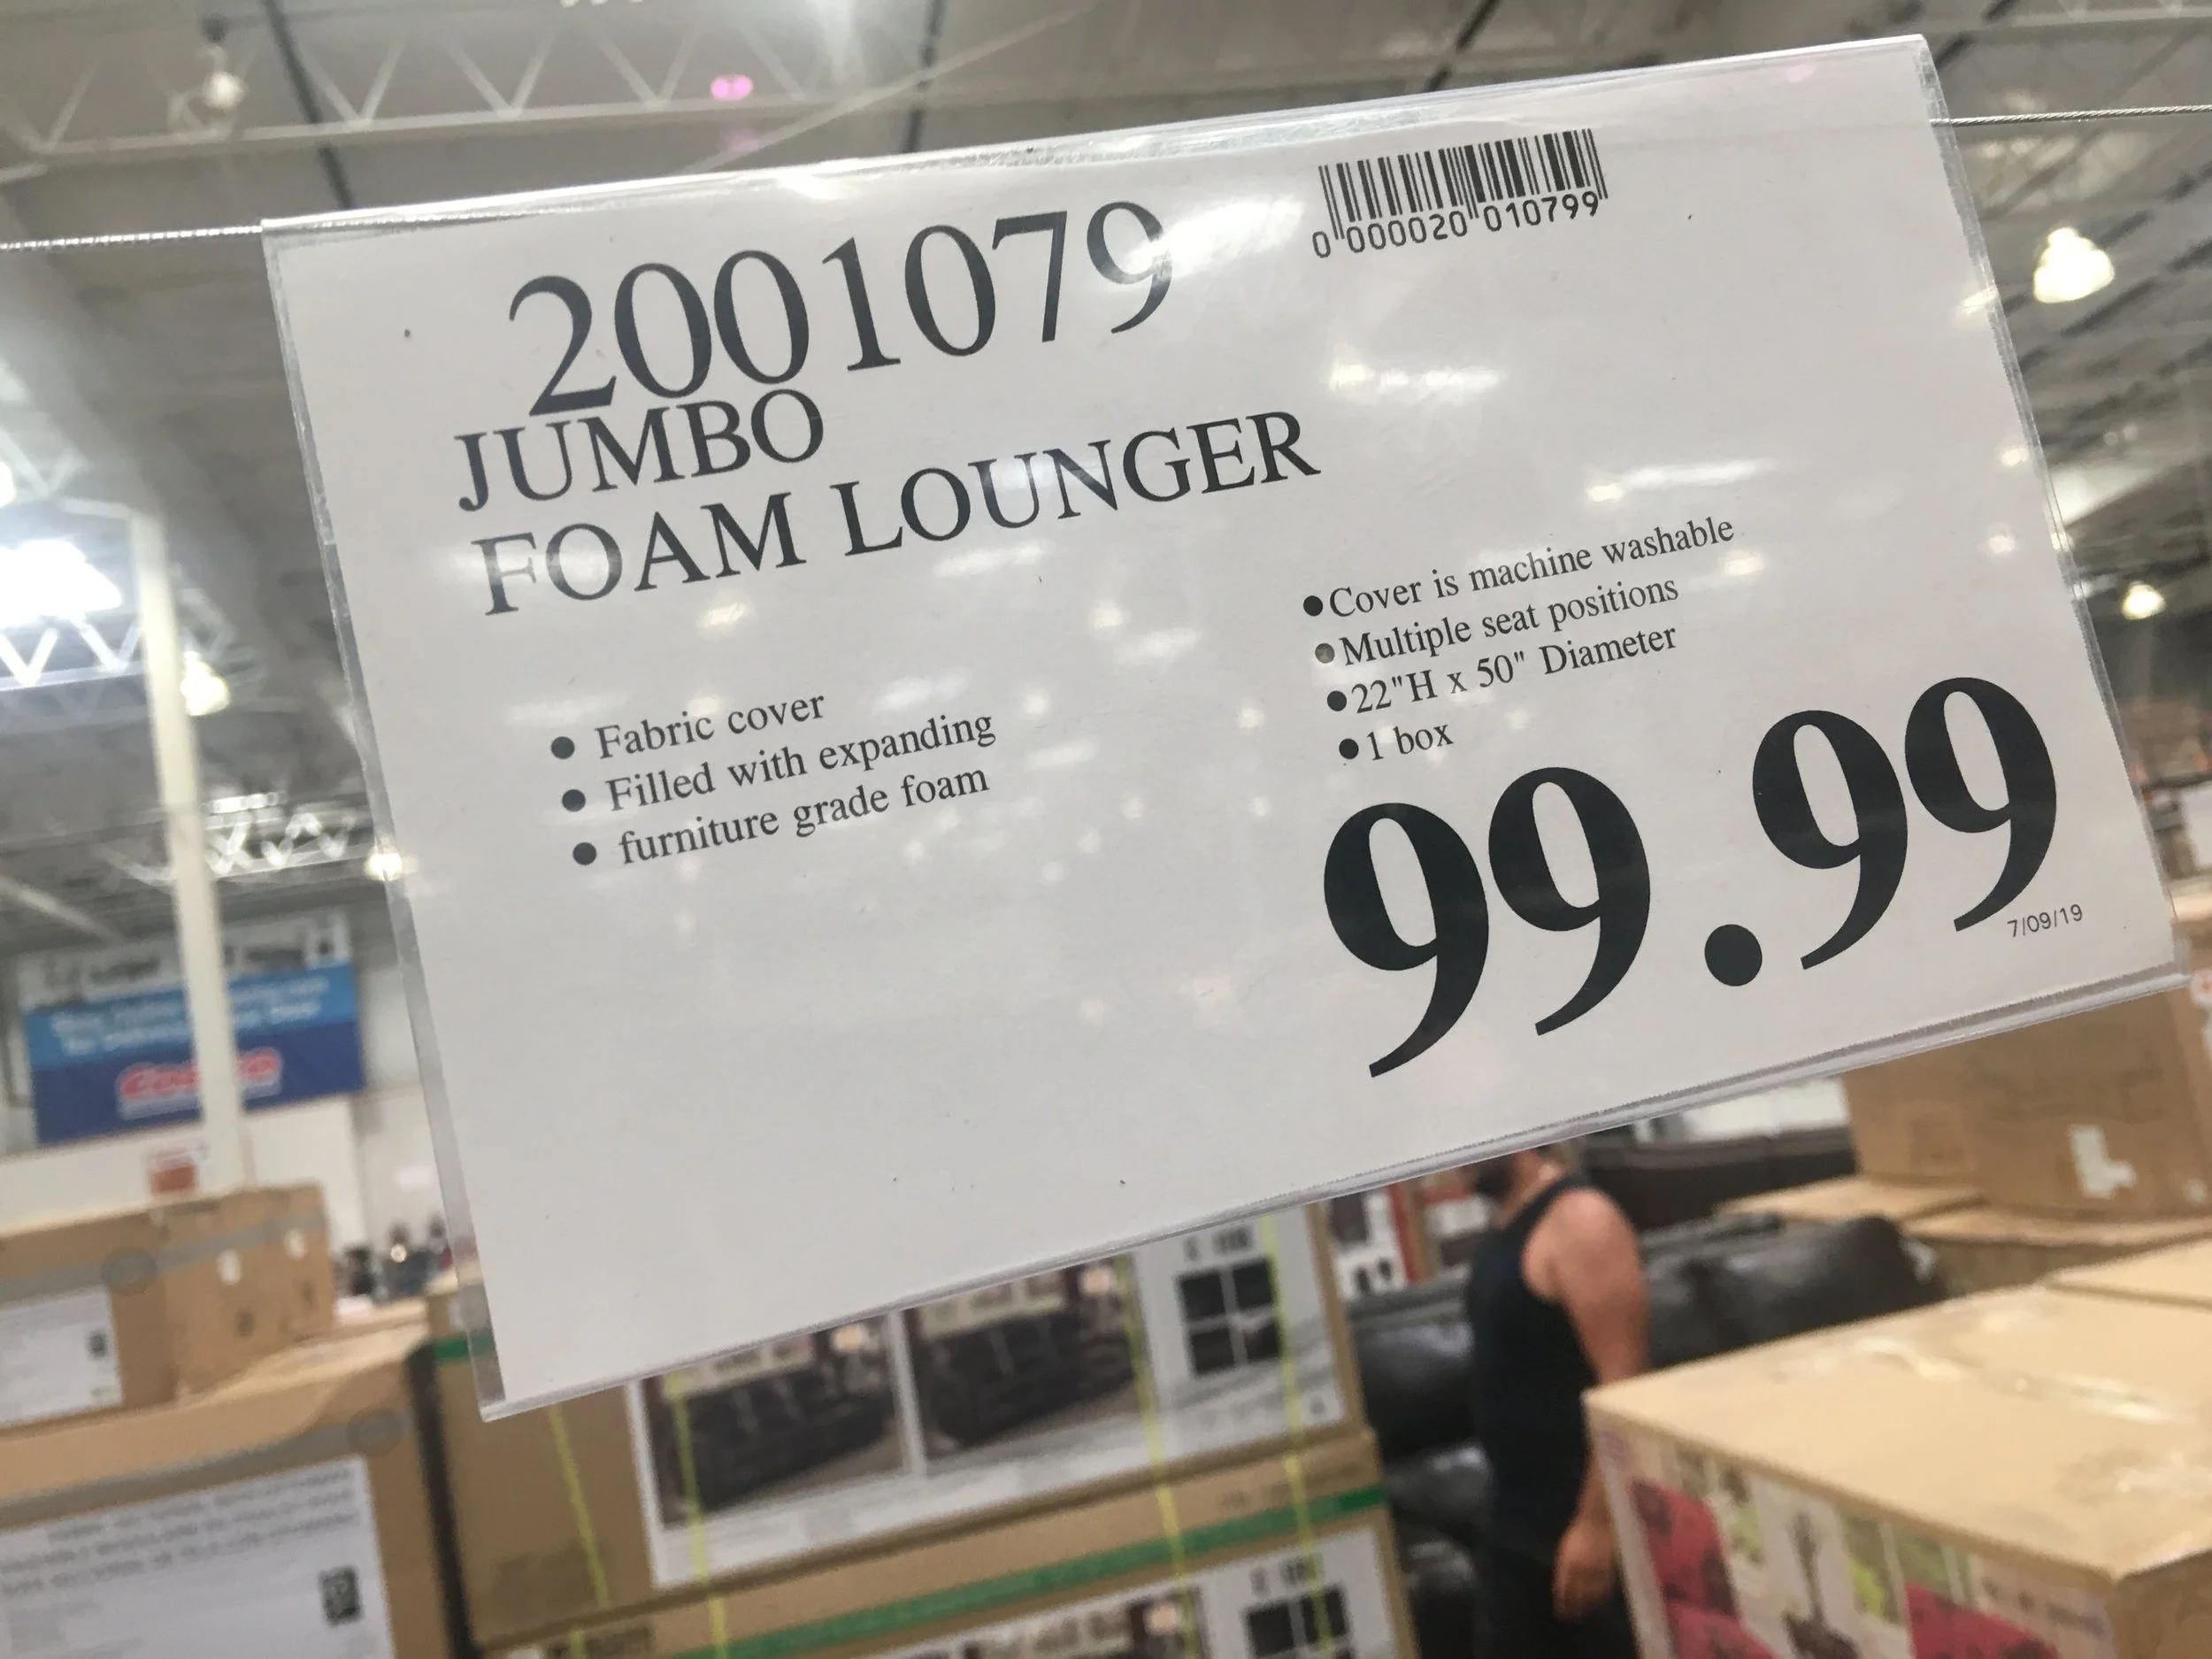 2001079
0 000020 010799
JUMBO
FOAM LOUNGER
• Fabric cover
• Filled with expanding
• furniture grade foam
•Cover is machine washable
•Multiple seat positions
•22"H x 50" Diameter
•1 box
99.99
7/09/19
Costco